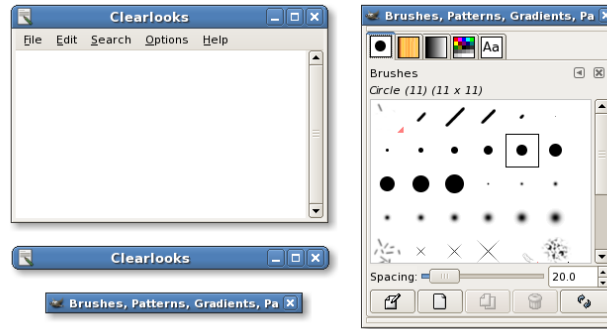 Clearlooks
File Edit Search Options Help
Clearlooks
Brushes, Patterns, Gradients, Pa
Brushes, Patterns, Gradients, Pa
Aa
Brushes
Circle (11) (11 x 11)
Spacing: 20.0